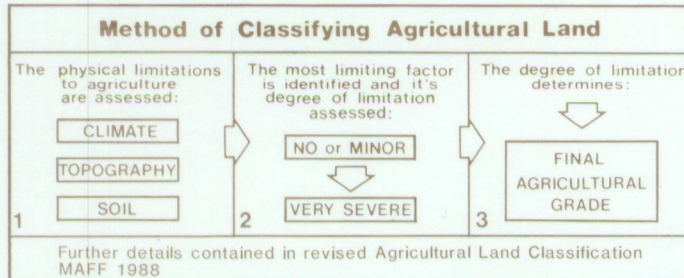 Method of Classifying Agricultural Land
The physical limitations
to agriculture
are assessed:
CLIMATE
TOPOGRAPHY
SOIL
1
The most limiting factor
is identified and it's
degree of limitation
assessed:
NO or MINOR
VERY SEVERE
2
The degree of limitation
determines:
FINAL
AGRICULTURAL
GRADE
3
Further details contained in revised Agricultural Land Classification
MAFF 1988